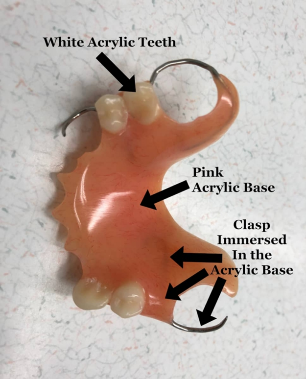 White Acrylic Teeth
Pink
Acrylic Base
Clasp
Immersed
In the
Acrylic Base